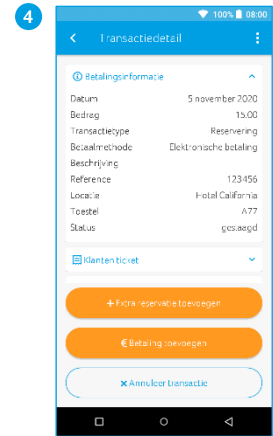 4
100% 08:00
Transactiedetail
Betalingsinformatie
Datum 5 november 2020
Bedrag 15.00
Transactietype Reservering
Betaalmethode Elektronische betaling
Beschrijving
Reference 123456
Locatie Hotel California
Toestel A77
Status geslaagd
Klanten ticket
+ Extra reservatie toevoegen
€ Betaling toevoegen
× Annuleer transactie